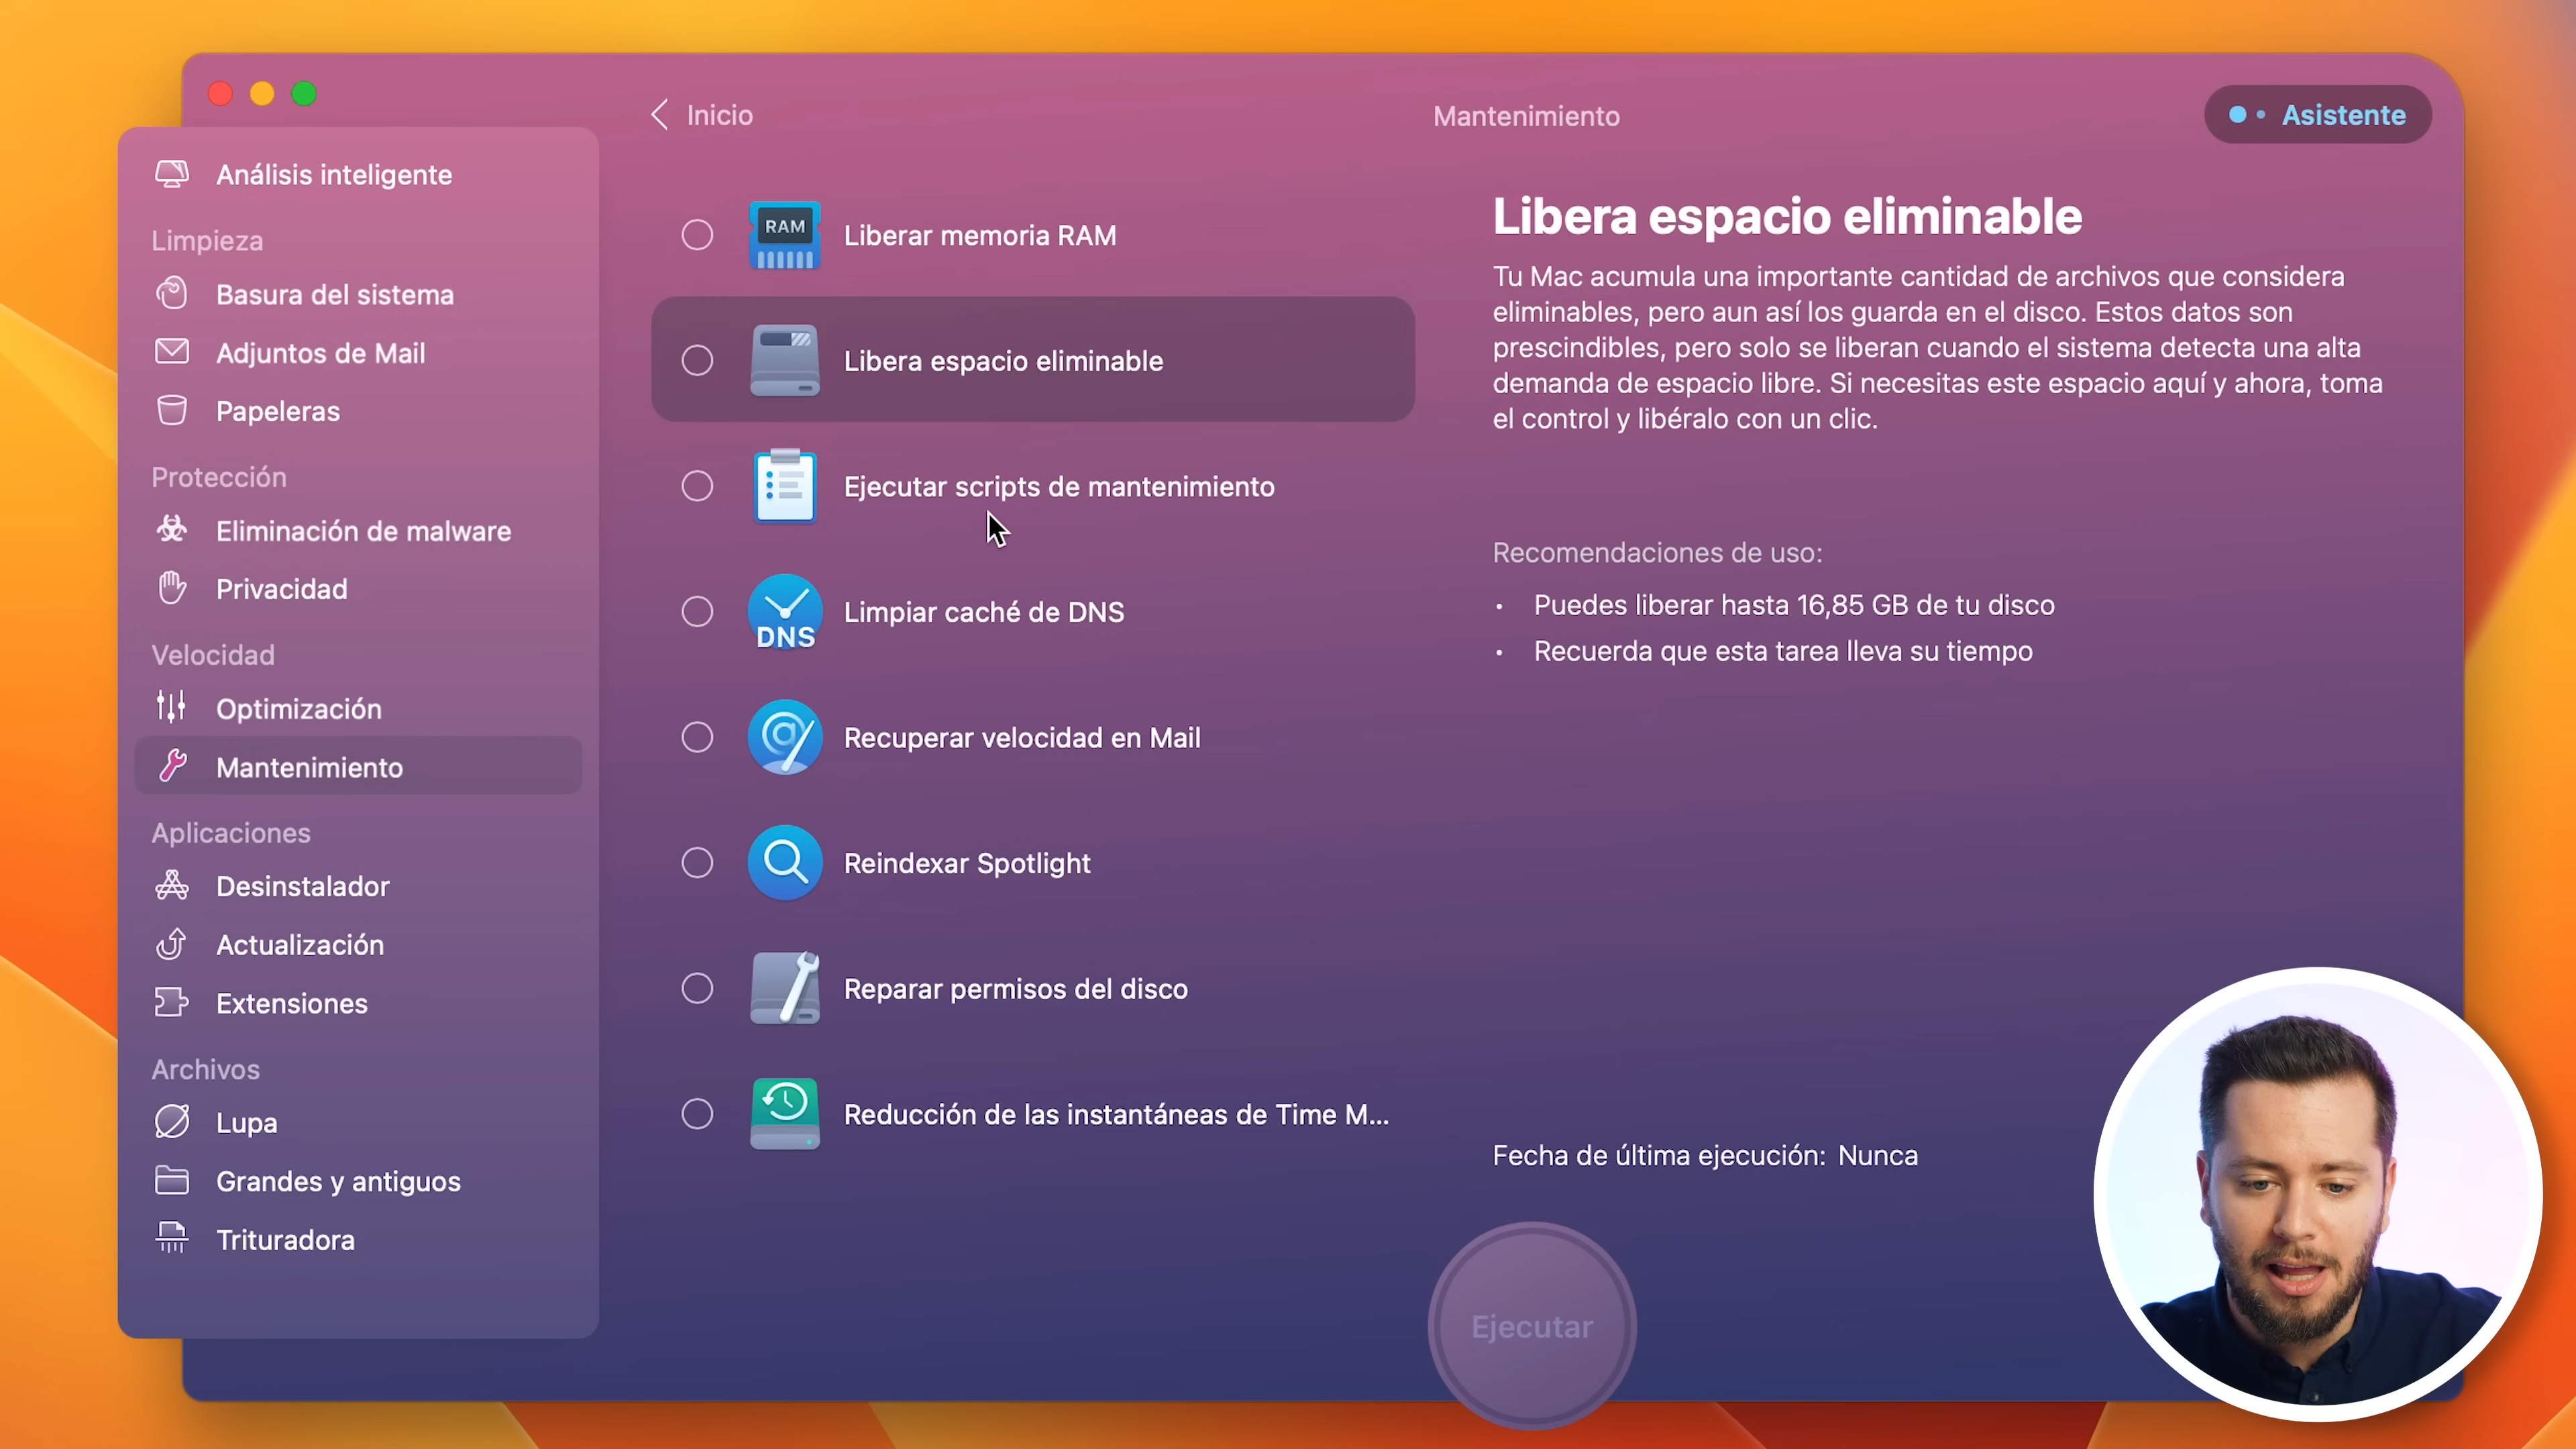 Inicio
Mantenimiento
Asistente
Análisis inteligente
Limpieza
Basura del sistema
Adjuntos de Mail
Papeleras
Protección
Eliminación de malware
Privacidad
Velocidad
Optimización
Mantenimiento
Aplicaciones
Desinstalador
Actualización
Extensiones
Archivos
Lupa
Grandes y antiguos
Trituradora
RAM
Liberar memoria RAM
Libera espacio eliminable
Ejecutar scripts de mantenimiento
DNS
Limpiar caché de DNS
Recuperar velocidad en Mail
Reindexar Spotlight
Reparar permisos del disco
Reducción de las instantáneas de Time M...
Libera espacio eliminable
Tu Mac acumula una importante cantidad de archivos que considera
eliminables, pero aun así los guarda en el disco. Estos datos son
prescindibles, pero solo se liberan cuando el sistema detecta una alta
demanda de espacio libre. Si necesitas este espacio aquí y ahora, toma
el control y libéralo con un clic.
Recomendaciones de uso:
• Puedes liberar hasta 16,85 GB de tu disco
• Recuerda que esta tarea lleva su tiempo
Fecha de última ejecución: Nunca
Ejecutar